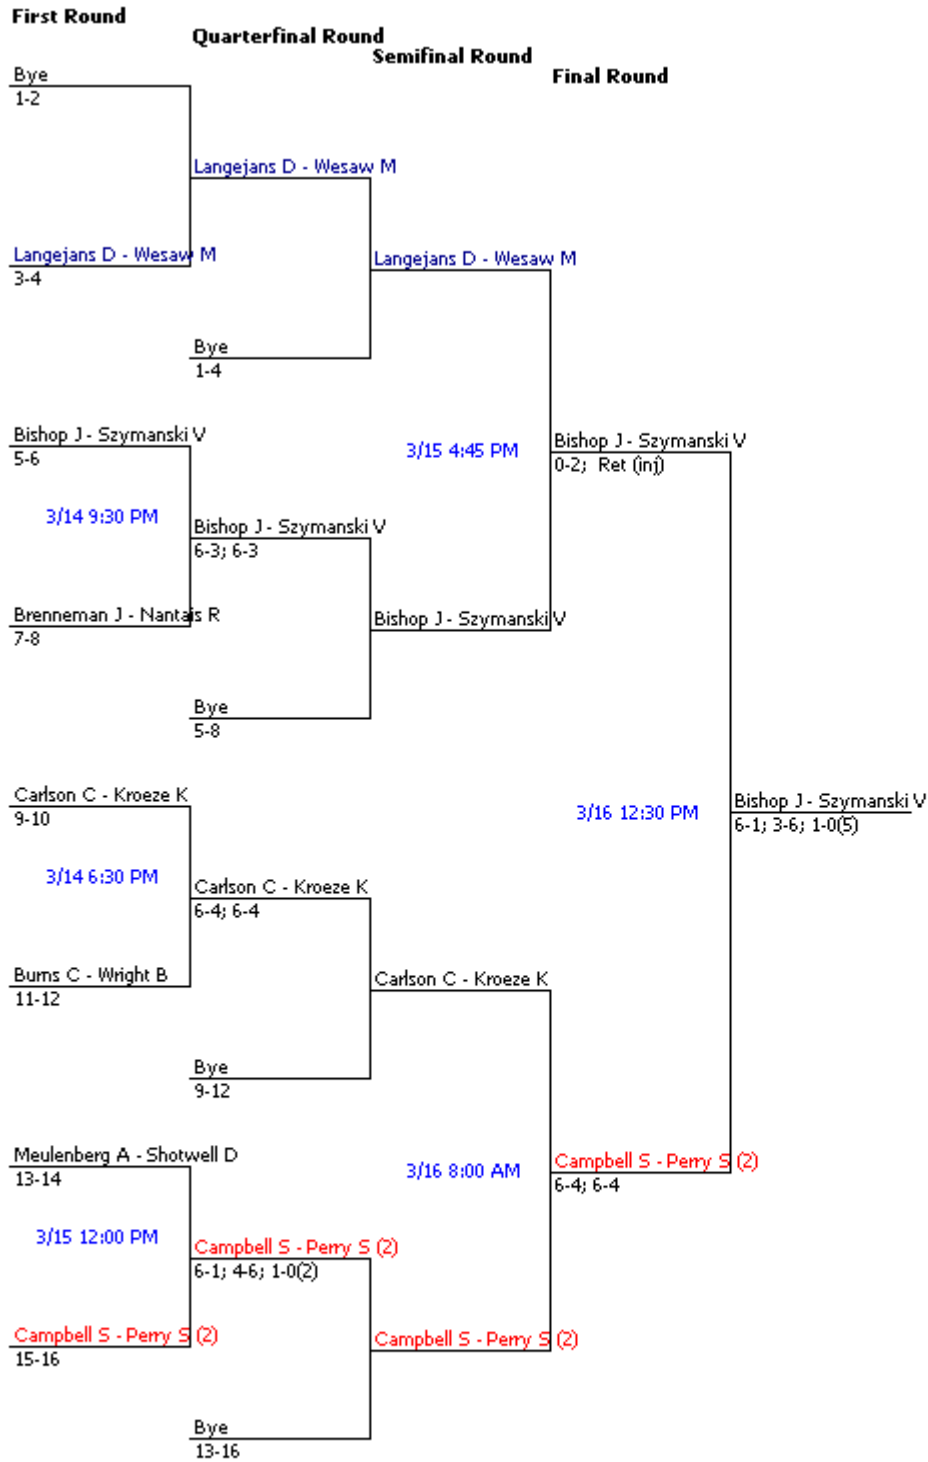 First Round
Quarterfinal Round
Semifinal Round
Final Round
Bye
1-2
Langejans D - Wesaw M
Langejans D - Wesaw M
3-4
Langejans D - Wesaw M
Bye
1-4
Bishop J - Szymanski V
5-6
3/15 4:45 PM
Bishop J - Szymanski V
0-2; Ret (inj)
3/14 9:30 PM
Bishop J - Szymanski V
6-3; 6-3
Brenneman J - Nantais R
7-8
Bishop J - Szymanski V
Bye
5-8
Carlson C - Kroeze K
9-10
3/16 12:30 PM
Bishop J - Szymanski V
6-1; 3-6; 1-0(5)
3/14 6:30 PM
Carlson C - Kroeze K
6-4; 6-4
Burns C - Wright B
11-12
Carlson C - Kroeze K
Bye
9-12
Meulenberg A - Shotwell D
13-14
3/16 8:00 AM
Campbell S - Perry S (2)
6-4; 6-4
3/15 12:00 PM
Campbell S - Perry S (2)
6-1; 4-6; 1-0(2)
Campbell S - Perry S (2)
15-16
Campbell S - Perry S (2)
Bye
13-16